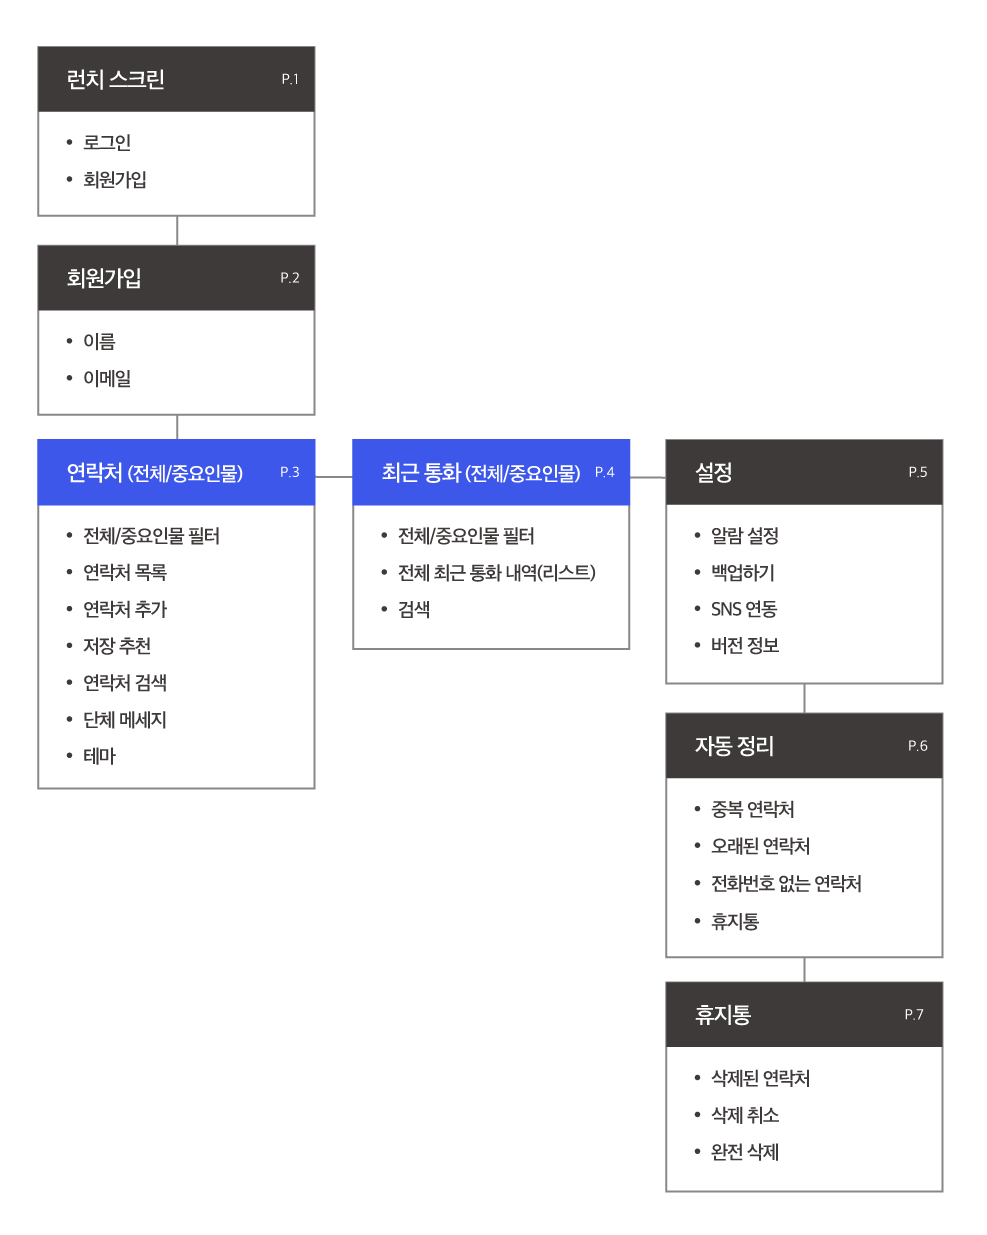 런치 스크린 P.1
• 로그인
• 회원가입
회원가입 P.2
• 이름
• 이메일
연락처 (전체/중요인물) P.3
• 전체/중요인물 필터
• 연락처 목록
• 연락처 추가
• 저장 추천
• 연락처 검색
• 단체 메세지
• 테마
최근 통화 (전체/중요인물) P.4
• 전체/중요인물 필터
• 전체 최근 통화 내역(리스트)
• 검색
설정 P.5
• 알람 설정
• 백업하기
• SNS 연동
• 버전 정보
자동 정리 P.6
• 중복 연락처
• 오래된 연락처
• 전화번호 없는 연락처
• 휴지통
휴지통 P.7
• 삭제된 연락처
• 삭제 취소
• 완전 삭제